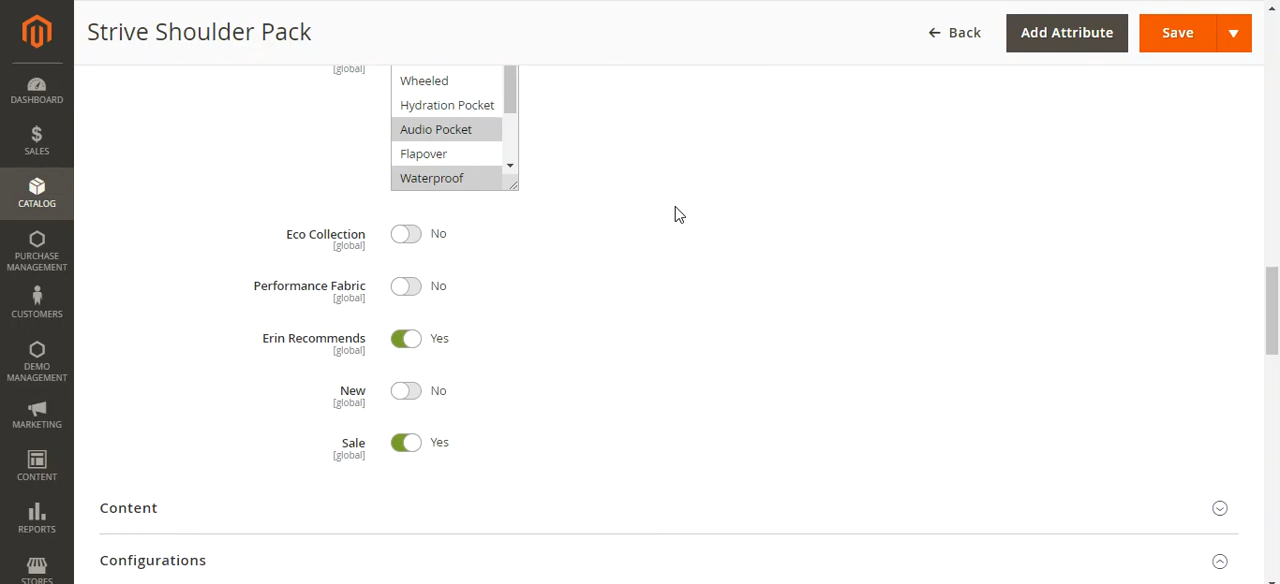 Strive Shoulder Pack
Back
Add Attribute
Save
DASHBOARD
SALES
CATALOG
PURCHASE
MANAGEMENT
CUSTOMERS
DEMO
MANAGEMENT
MARKETING
CONTENT
REPORTS
STORES
[global]
Wheeled
Hydration Pocket
Audio Pocket
Flapover
Waterproof
Eco Collection
[global]
No
Performance Fabric
[global]
No
Erin Recommends
[global]
Yes
New
[global]
No
Sale
[global]
Yes
Content
Configurations